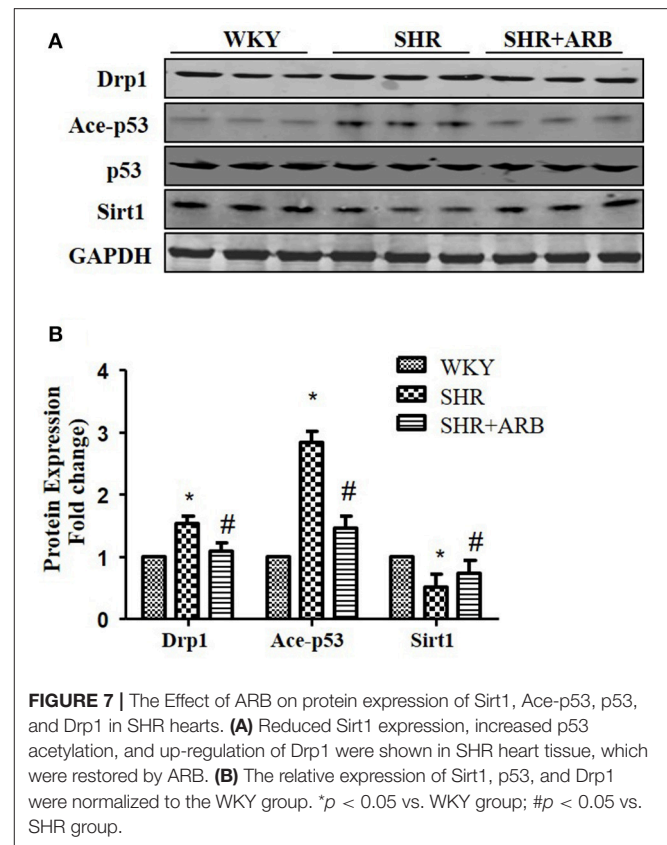 A
WKY SHR SHR+ARB
Drp1
Ace-p53
p53
Sirt1
GAPDH
B
Protein Expression
Fold change)
4
3
2
1
0
WKY
SHR
SHR+ARB
* # * # * #
Drp1 Ace-p53 Sirt1
FIGURE 7 | The Effect of ARB on protein expression of Sirt1, Ace-p53, p53,
and Drp1 in SHR hearts. (A) Reduced Sirt1 expression, increased p53
acetylation, and up-regulation of Drp1 were shown in SHR heart tissue, which
were restored by ARB. (B) The relative expression of Sirt1, p53, and Drp1
were normalized to the WKY group. *p < 0.05 vs. WKY group; #p < 0.05 vs.
SHR group.